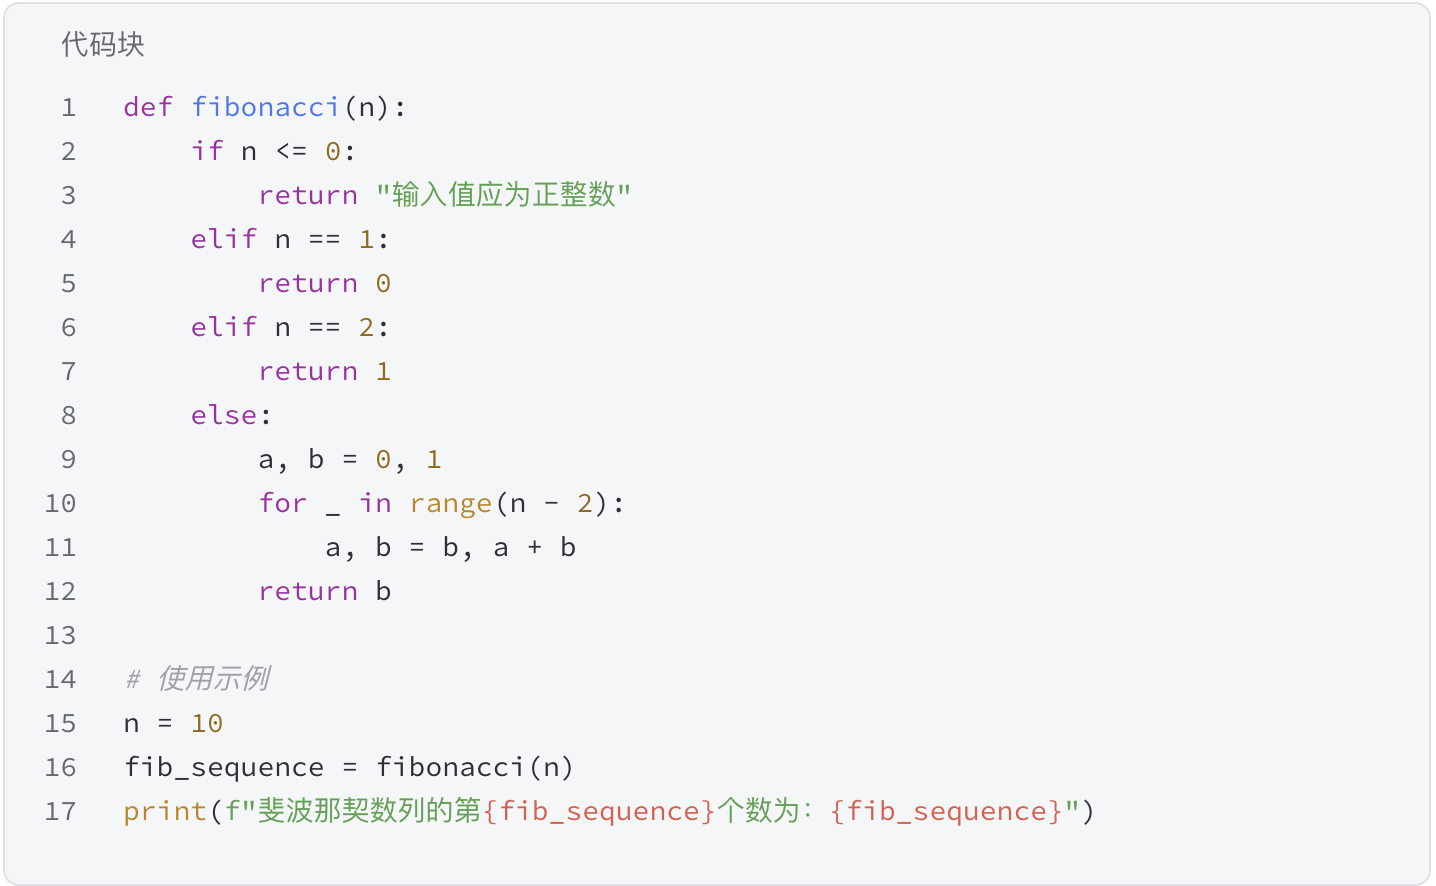 代码块
1 def fibonacci(n):
2     if n <= 0:
3         return "输入值应为正整数"
4     elif n == 1:
5         return 0
6     elif n == 2:
7         return 1
8     else:
9         a, b = 0, 1
10         for _ in range(n - 2):
11             a, b = b, a + b
12         return b
13
14 # 使用示例
15 n = 10
16 fib_sequence = fibonacci(n)
17 print(f"斐波那契数列的第{fib_sequence}个数为：{fib_sequence}")